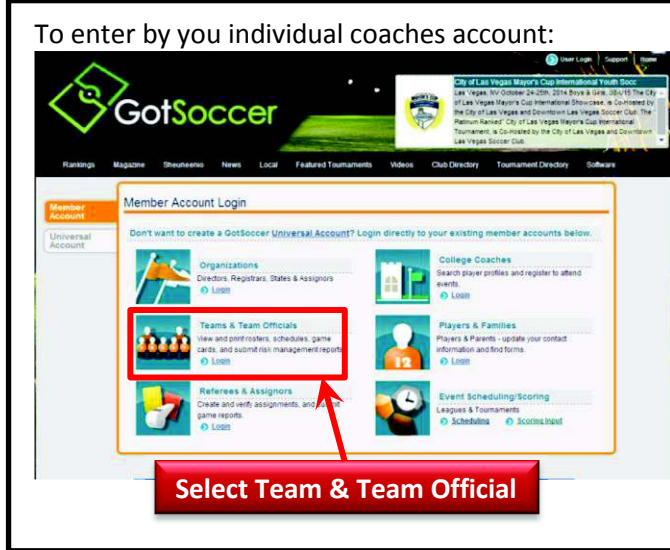 To enter by you individual coaches account:
User Login | Support | Home
GotSoccer
City of Las Vegas Mayor's Cup International Youth Socc
Las Vegas, NV October 24-25th, 2014 Boys & Girls, The City
of Las Vegas Mayor's Cup International Showcase, is Co-Hosted by
the City of Las Vegas and Downtown Las Vegas Soccer Club. The
Platinum Ranked" City of Las Vegas Mayor's Cup International
Tournament, is Co-Hosted by the City of Las Vegas and Downtown
Las Vegas Soccer Club.
Rankings Magazine News Local Featured Tournaments Videos Club Directory Tournament Directory Software
Member Account
Universal Account
Member Account Login
Don't want to create a GotSoccer Universal Account? Login directly to your existing member accounts below.
Organizations
Directors, Registrars, States & Assignors
Login
College Coaches
Search player profiles and register to attend
events.
Login
Teams & Team Officials
View and print rosters, schedules, game
cards, and submit risk management reports
Login
Players & Families
Players & Parents - update your contact
information and find forms.
Login
12
Referees & Assignors
Create and verify assignments, and submit
game reports.
Login
Event Scheduling/Scoring
Leagues & Tournaments
Scheduling Scoring Input
Select Team & Team Official